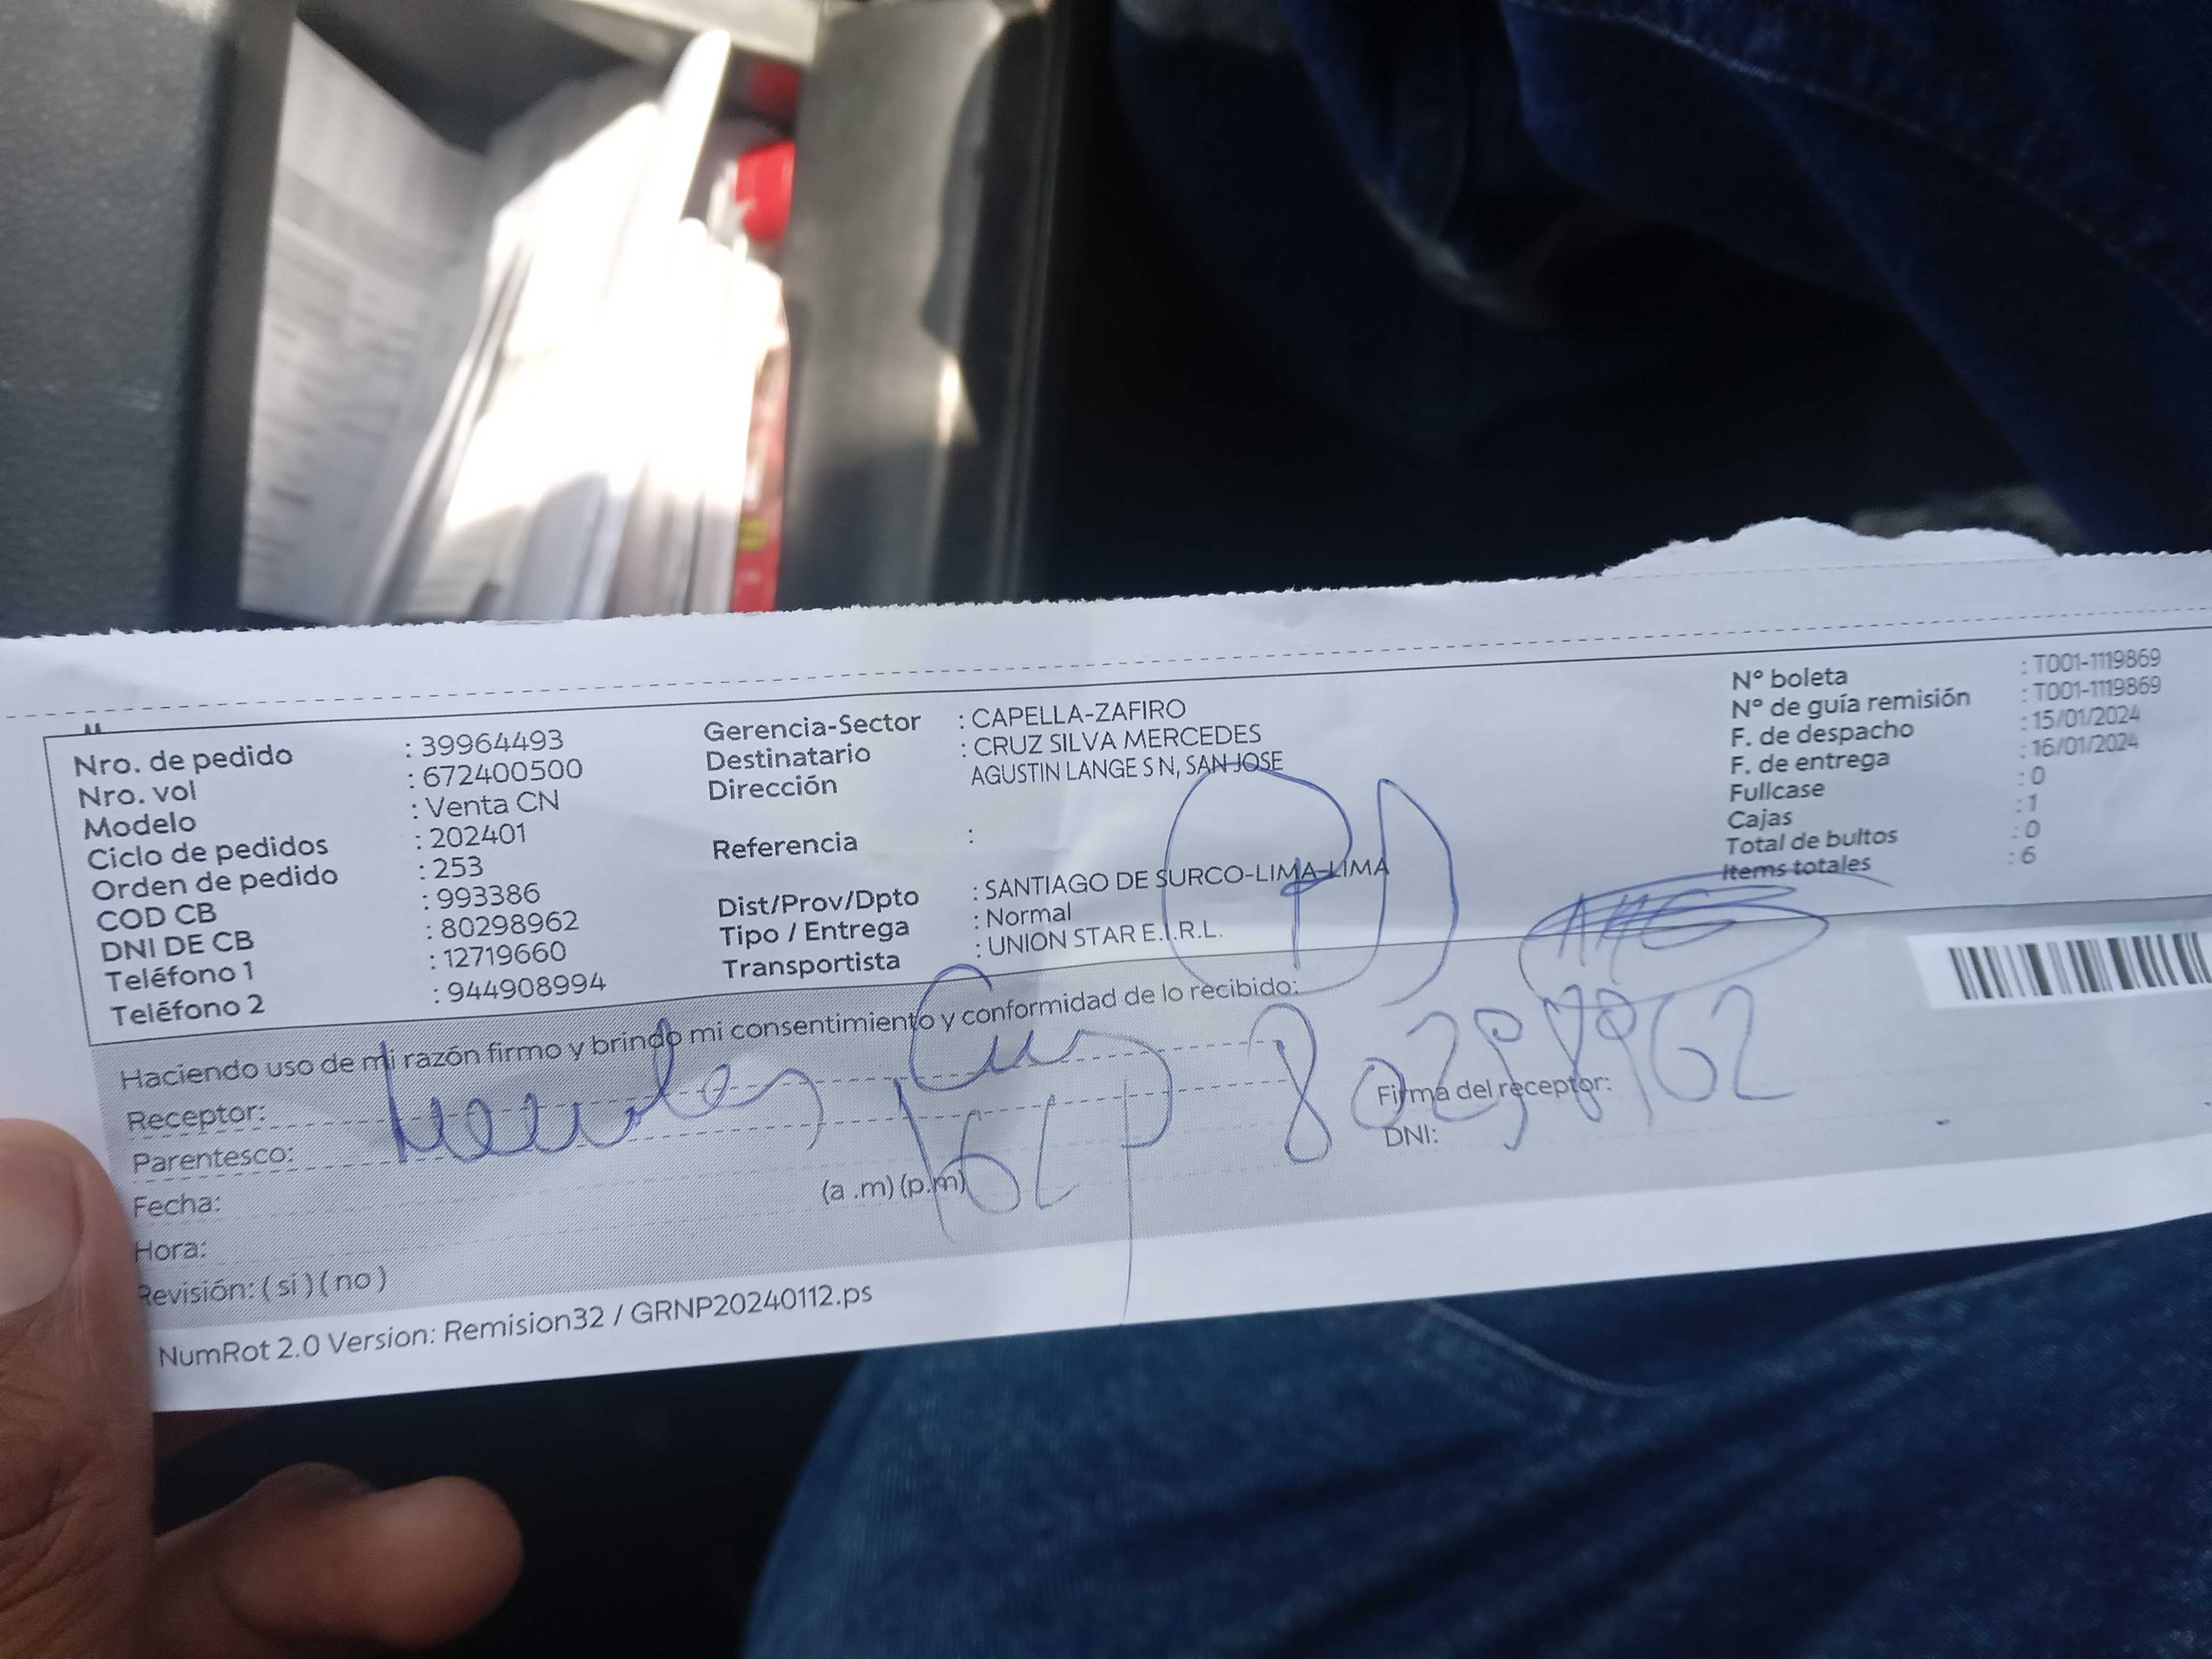 Nro. de pedido : 39964493
Nro. vol : 672400500
Modelo : Venta CN
Ciclo de pedidos : 202401
Orden de pedido : 253
COD CB : 993386
DNI DE CB : 80298962
Teléfono 1 : 12719660
Teléfono 2 : 944908994
Gerencia-Sector : CAPELLA-ZAFIRO
Destinatario : CRUZ SILVA MERCEDES
Dirección AGUSTIN LANGE S N, SAN JOSE
Referencia :
Dist/Prov/Dpto : SANTIAGO DE SURCO-LIMA-LIMA
Tipo / Entrega : Normal
Transportista : UNION STAR E.I.R.L.
N° boleta : T001-1119869
N° de guía remisión : T001-1119869
F. de despacho : 15/01/2024
F. de entrega : 16/01/2024
Fullcase : 0
Cajas : 1
Total de bultos : 0
Items totales : 6
Haciendo uso de mi razón firmo y brindo mi consentimiento y conformidad de lo recibido:
Receptor:
Parentesco:
Fecha:
Hora: (a .m) (p.m)
Revisión: ( si ) ( no )
Firma del receptor:
DNI:
80298962
NumRot 2.0 Version: Remision32 / GRNP20240112.ps